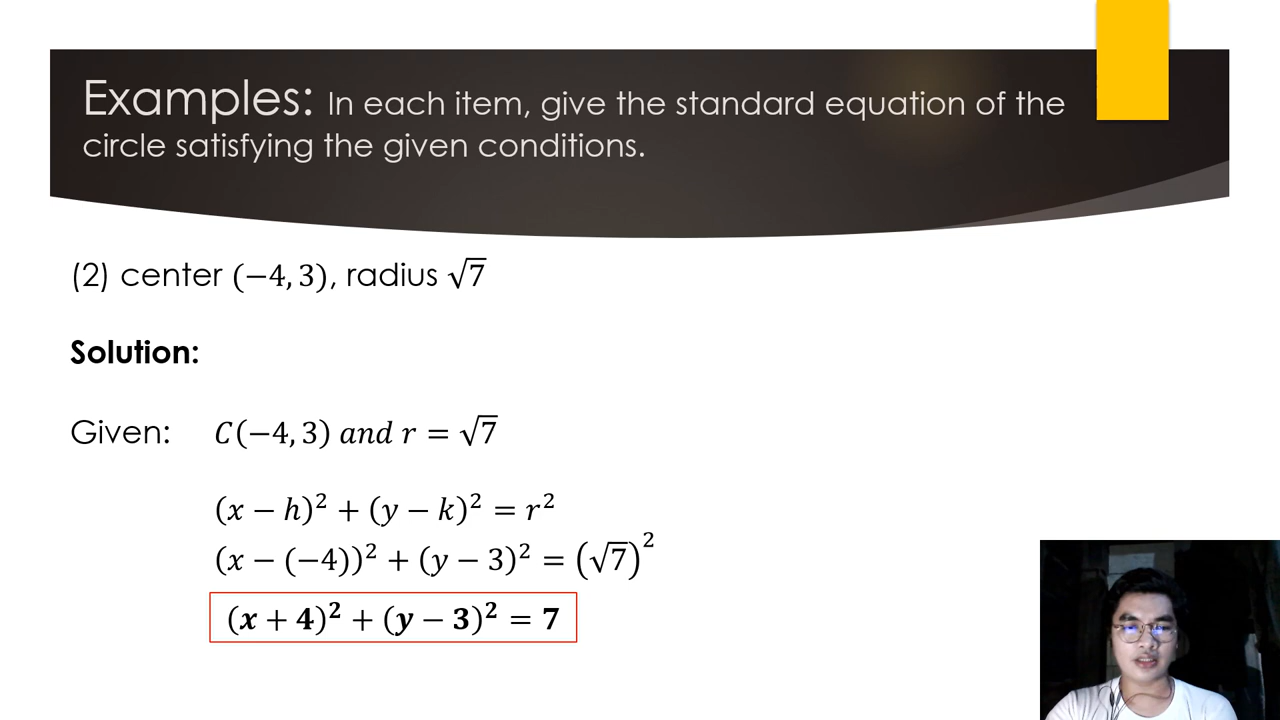 Examples: In each item, give the standard equation of the
circle satisfying the given conditions.
(2) center (−4, 3), radius √7
Solution:
Given: C(−4, 3) and r = √7
(x − h)² + (y − k)² = r²
(x − (−4))² + (y − 3)² = (√7)²
(x + 4)² + (y − 3)² = 7